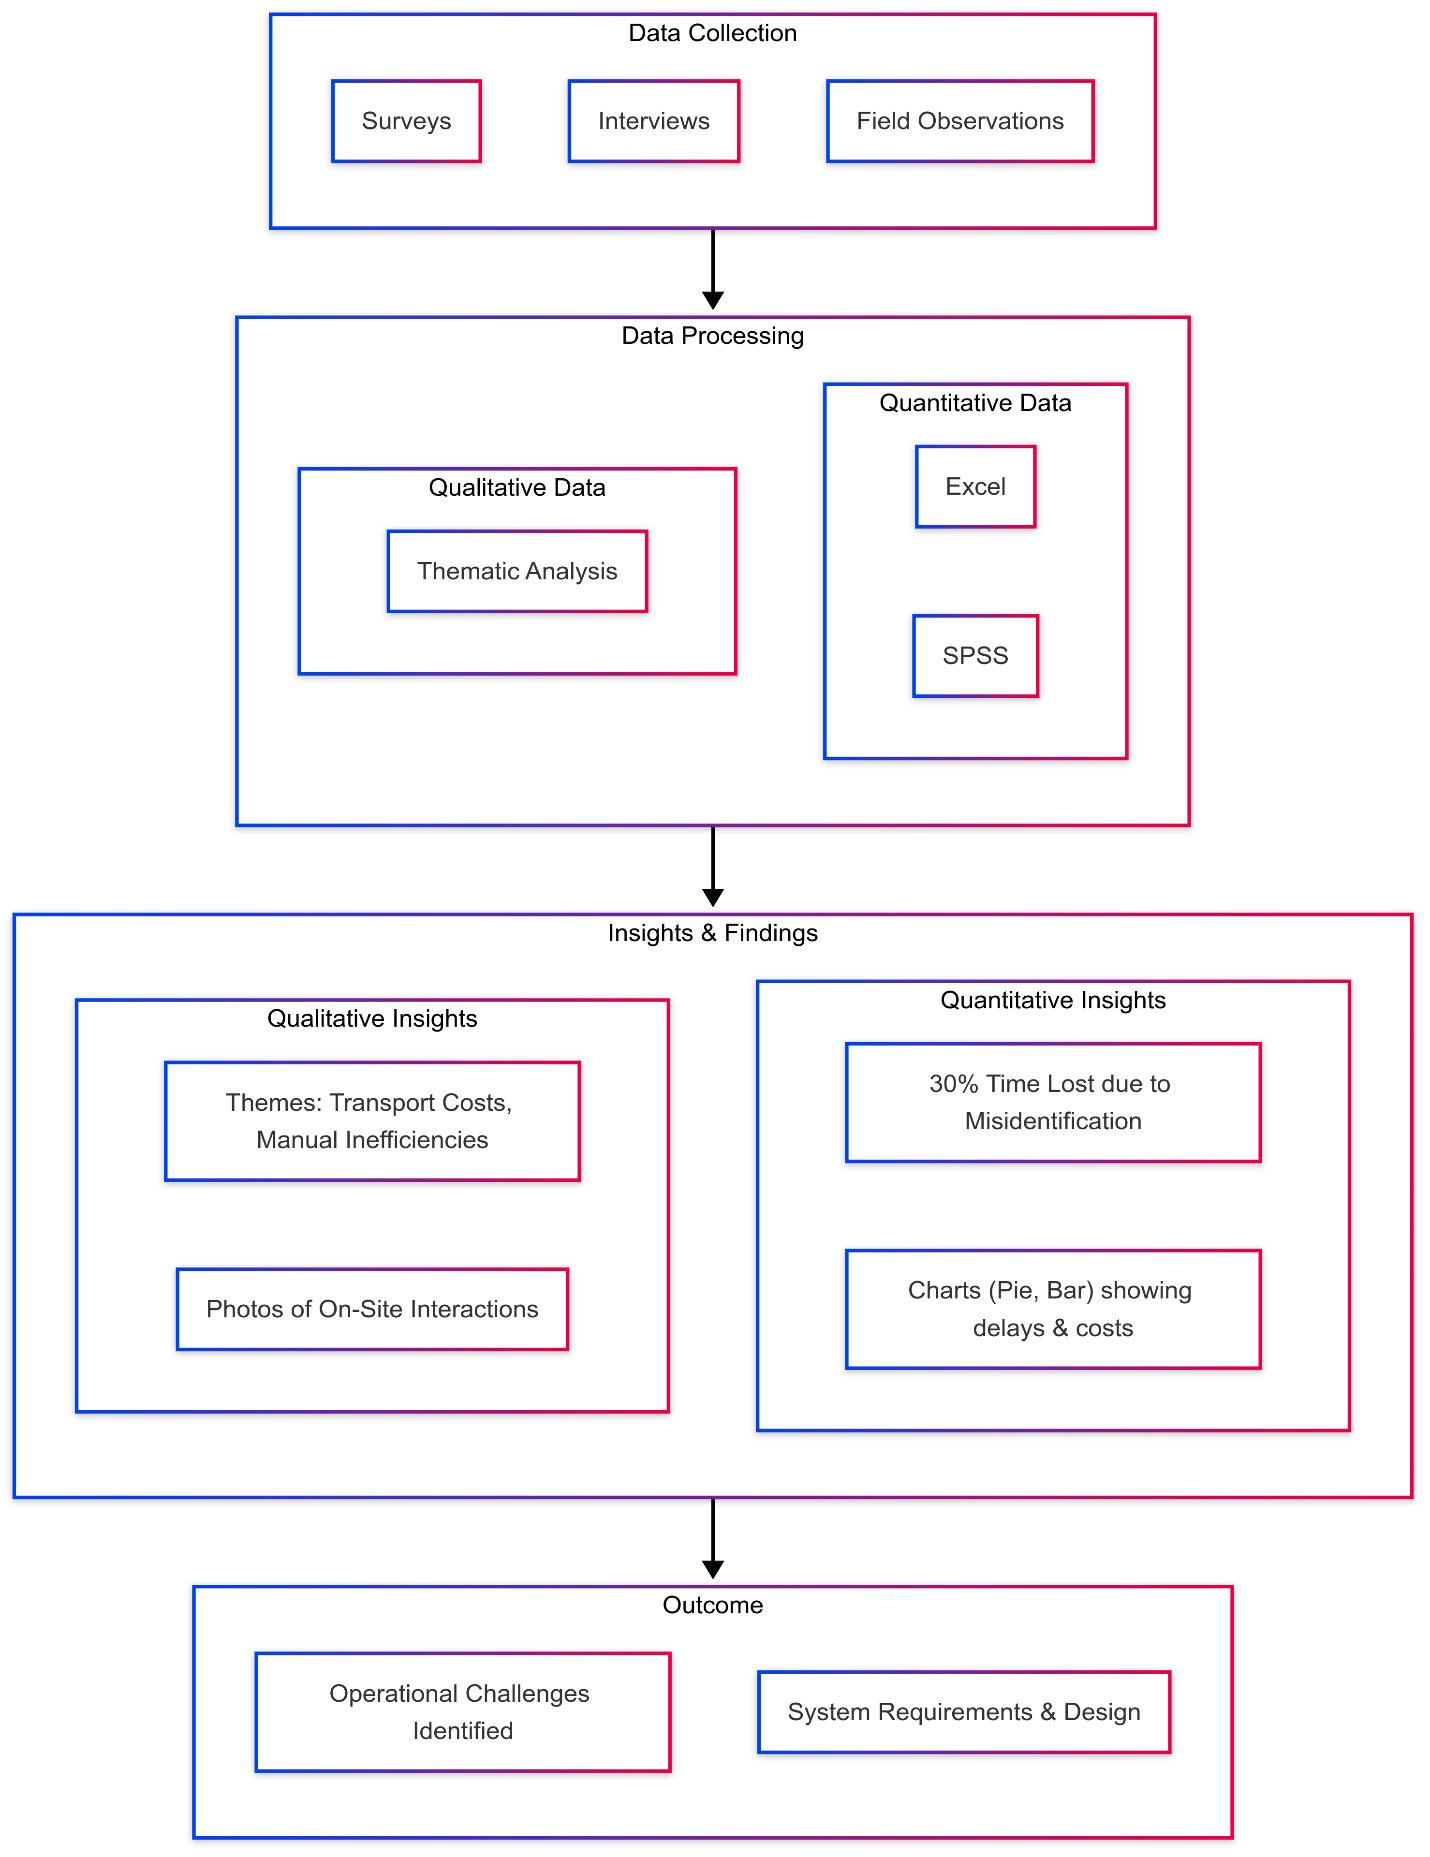 Data Collection
Surveys
Interviews
Field Observations
Data Processing
Qualitative Data
Thematic Analysis
Quantitative Data
Excel
SPSS
Insights & Findings
Qualitative Insights
Themes: Transport Costs,
Manual Inefficiencies
Photos of On-Site Interactions
Quantitative Insights
30% Time Lost due to
Misidentification
Charts (Pie, Bar) showing
delays & costs
Outcome
Operational Challenges
Identified
System Requirements & Design